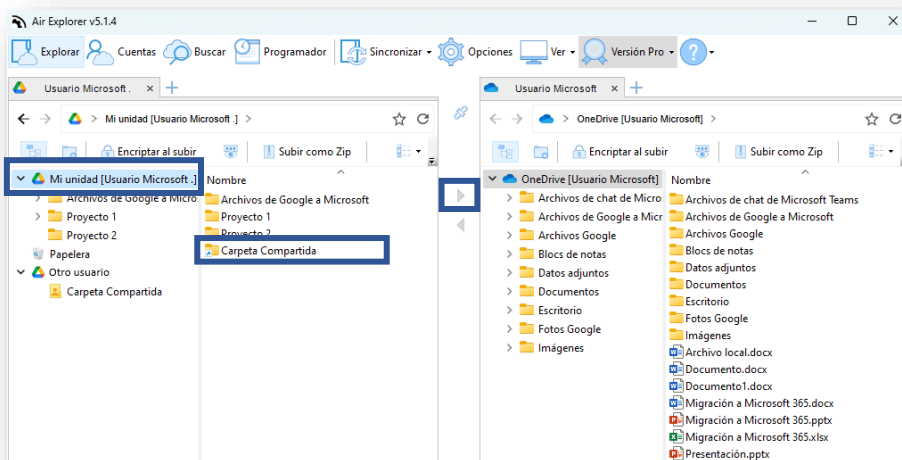 Air Explorer v5.1.4
Explorar Cuentas Buscar Programador Sincronizar Opciones Ver Versión Pro ?
Usuario Microsoft .
Mi unidad [Usuario Microsoft .]
Encriptar al subir Subir como Zip
Mi unidad [Usuario Microsoft .]
Archivos de Google a Micro
Proyecto 1
Proyecto 2
Papelera
Otro usuario
Carpeta Compartida
Nombre
Archivos de Google a Microsoft
Proyecto 1
Proyecto 2
Carpeta Compartida
Usuario Microsoft
OneDrive [Usuario Microsoft]
Encriptar al subir Subir como Zip
OneDrive [Usuario Microsoft]
Archivos de chat de Micro
Archivos de Google a Micr
Archivos Google
Blocs de notas
Datos adjuntos
Documentos
Escritorio
Fotos Google
Imágenes
Nombre
Archivos de chat de Microsoft Teams
Archivos de Google a Microsoft
Archivos Google
Blocs de notas
Datos adjuntos
Documentos
Escritorio
Fotos Google
Imágenes
Archivo local.docx
Documento.docx
Documento1.docx
Migración a Microsoft 365.docx
Migración a Microsoft 365.pptx
Migración a Microsoft 365.xlsx
Presentación.pptx